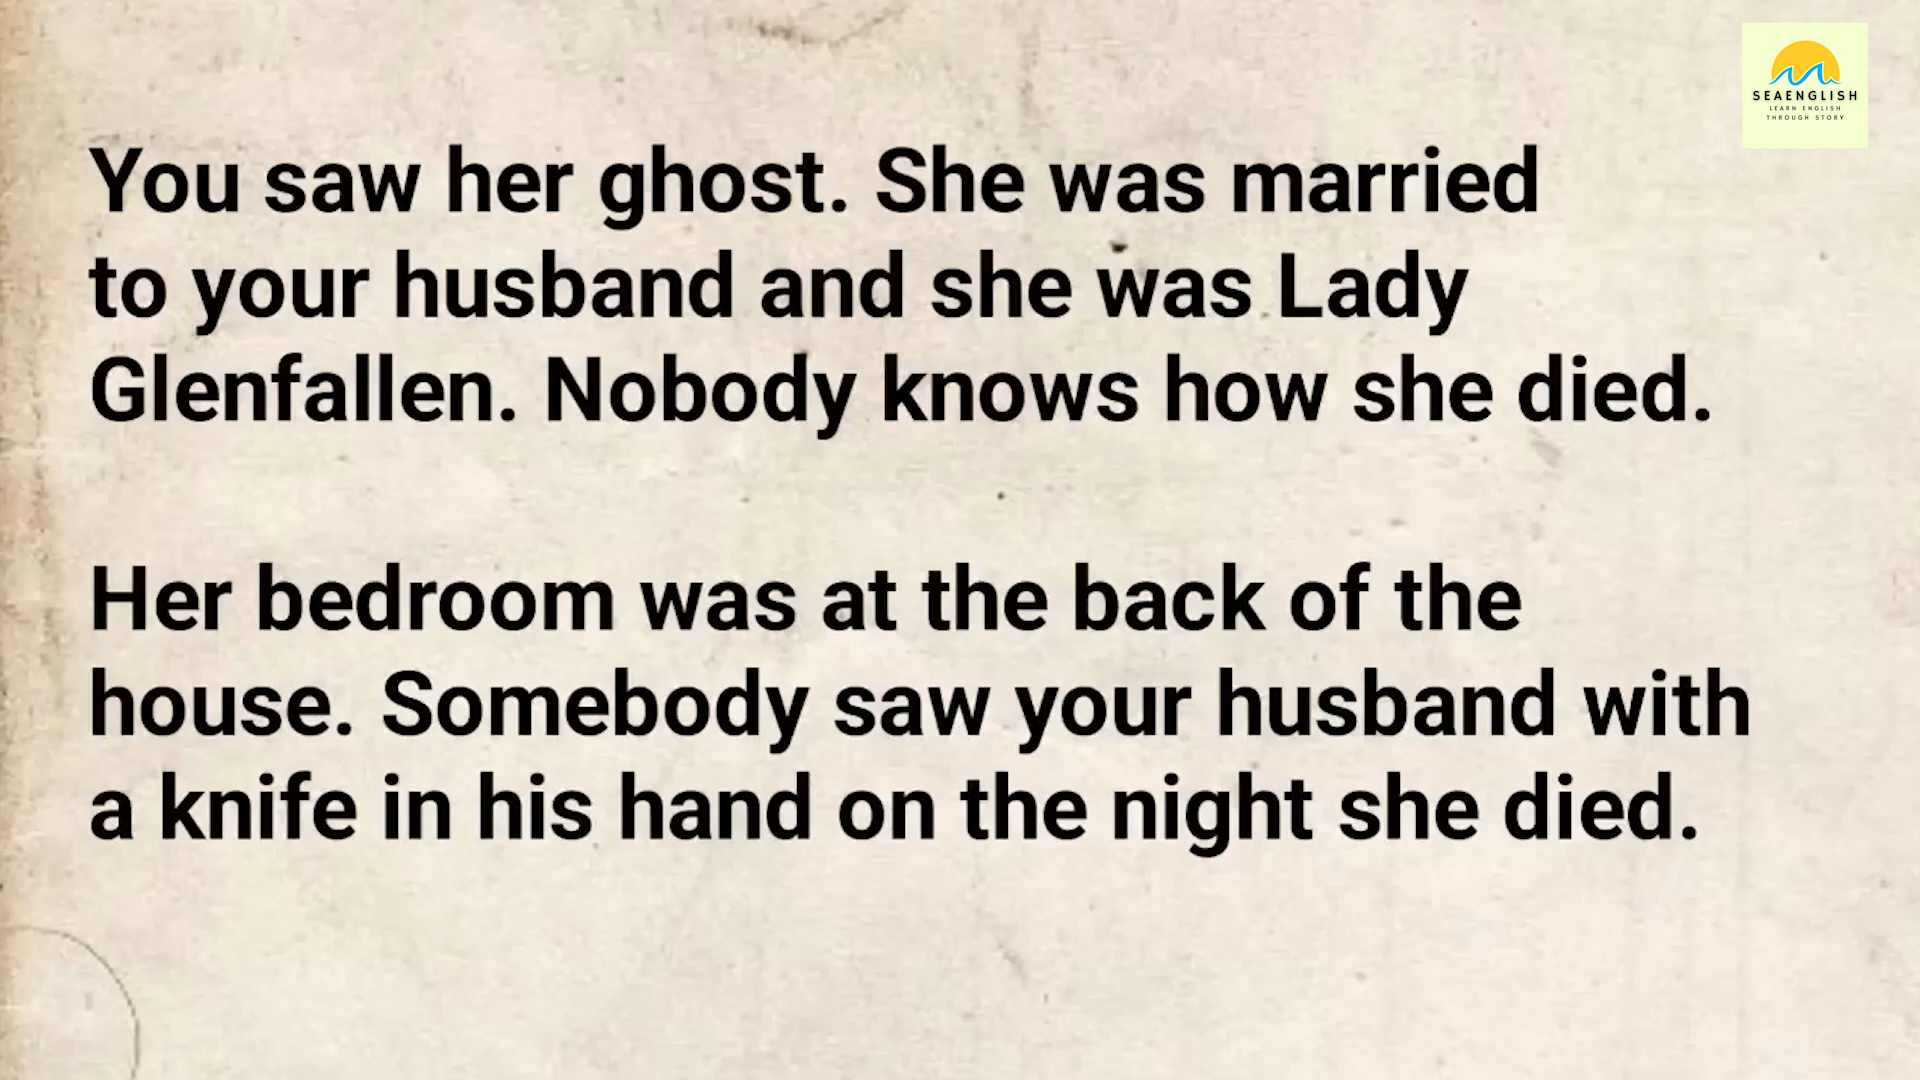 SEAENGLISH
LEARN ENGLISH
THROUGH STORY
You saw her ghost. She was married
to your husband and she was Lady
Glenfallen. Nobody knows how she died.
Her bedroom was at the back of the
house. Somebody saw your husband with
a knife in his hand on the night she died.